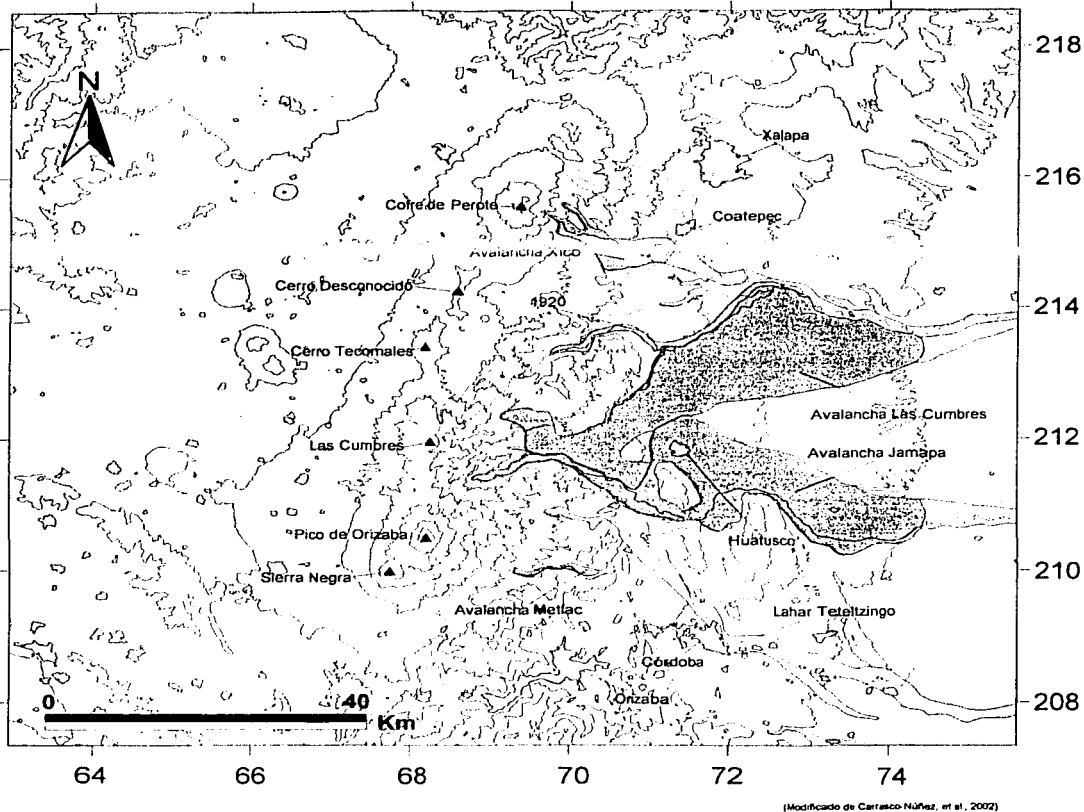 218
N
Xalapa
216
Cofre de Perote
Coatepec
Avalancha Xico
Cerro Desconocido
1920
214
Cerro Tecomales
Avalancha Las Cumbres
Las Cumbres
212
Avalancha Jamapa
Pico de Orizaba
Huatusco
Sierra Negra
210
Avalancha Metlac
Lahar Teteltzingo
Córdoba
Orizaba
0 40
Km
208
64 66 68 70 72 74
(Modificado de Carrasco-Núñez, et al, 2002)